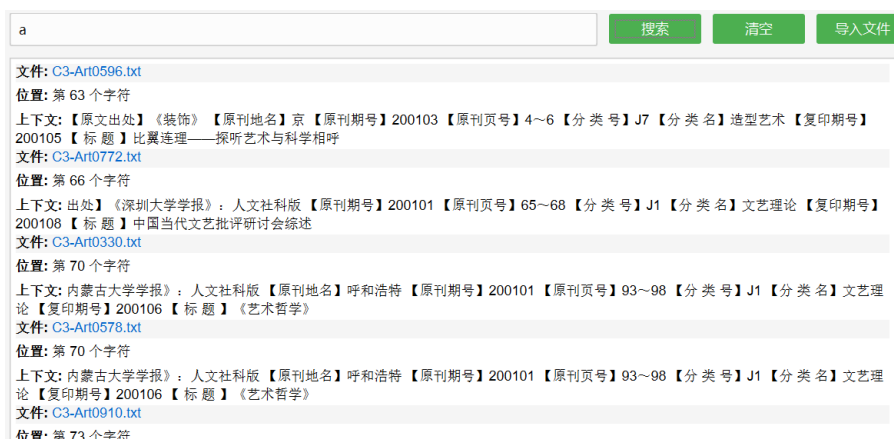 a
搜索 清空 导入文件
文件: C3-Art0596.txt
位置: 第 63 个字符
上下文: 【原文出处】《装饰》 【原刊地名】京 【原刊期号】200103 【原刊页号】4～6 【分 类 号】J7 【分 类 名】造型艺术 【复印期号】
200105 【 标 题 】比翼连理——探听艺术与科学相呼
文件: C3-Art0772.txt
位置: 第 66 个字符
上下文: 出处】《深圳大学学报》：人文社科版 【原刊期号】200101 【原刊页号】65～68 【分 类 号】J1 【分 类 名】文艺理论 【复印期号】
200108 【 标 题 】中国当代文艺批评研讨会综述
文件: C3-Art0330.txt
位置: 第 70 个字符
上下文: 内蒙古大学学报》：人文社科版 【原刊地名】呼和浩特 【原刊期号】200101 【原刊页号】93～98 【分 类 号】J1 【分 类 名】文艺理
论 【复印期号】200106 【 标 题 】《艺术哲学》
文件: C3-Art0578.txt
位置: 第 70 个字符
上下文: 内蒙古大学学报》：人文社科版 【原刊地名】呼和浩特 【原刊期号】200101 【原刊页号】93～98 【分 类 号】J1 【分 类 名】文艺理
论 【复印期号】200106 【 标 题 】《艺术哲学》
文件: C3-Art0910.txt
位置: 第 73 个字符